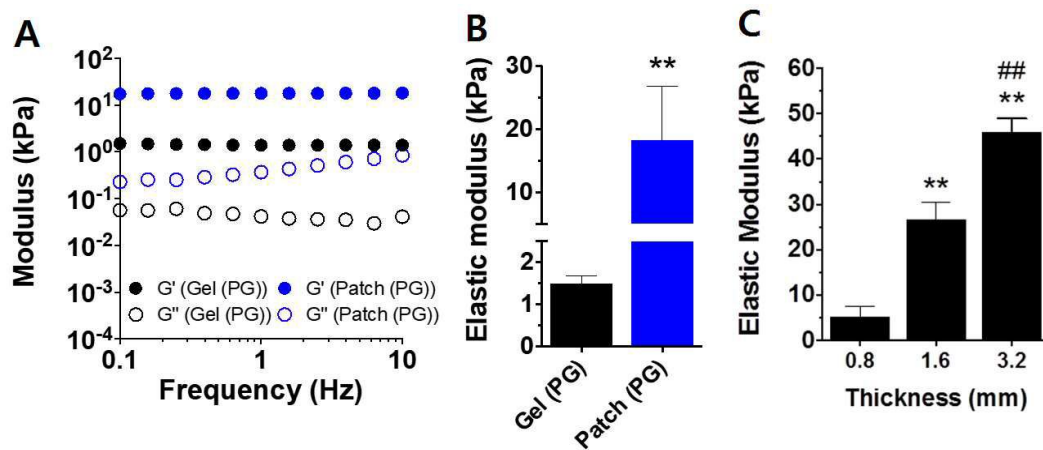 A
Modulus (kPa)
10²
10¹
10⁰
10⁻¹
10⁻²
10⁻³
10⁻⁴
G' (Gel (PG)) G' (Patch (PG))
G'' (Gel (PG)) G'' (Patch (PG))
0.1 1 10
Frequency (Hz)
B
Elastic modulus (kPa)
30
20
10
2
1
0
**
Gel (PG) Patch (PG)
C
Elastic Modulus (kPa)
60
50
40
30
20
10
0
##
**
**
0.8 1.6 3.2
Thickness (mm)